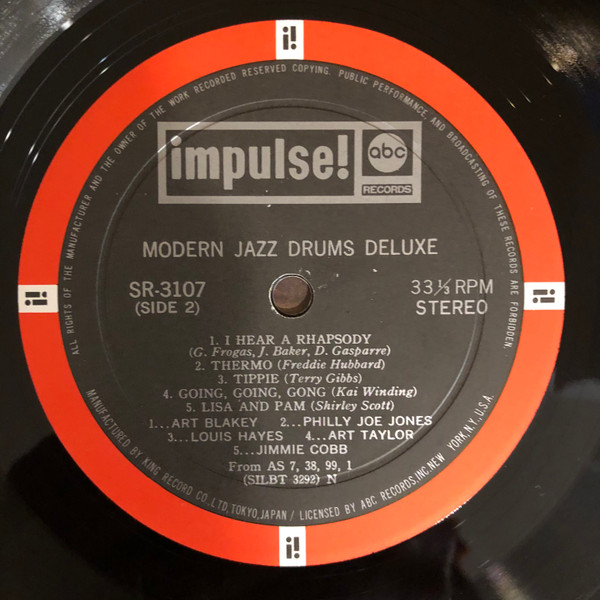 i!
ALL RIGHTS OF THE MANUFACTURER AND THE OWNER OF THE WORK RECORDED RESERVED COPYING. PUBLIC PERFORMANCE, AND BROADCASTING OF THESE RECORDS ARE FORBIDDEN.
impulse!
abc
RECORDS
MODERN JAZZ DRUMS DELUXE
SR-3107
(SIDE 2)
33⅓ RPM
STEREO
i!
i!
1. I HEAR A RHAPSODY
(G. Frogas, J. Baker, D. Gasparre)
2. THERMO (Freddie Hubbard)
3. TIPPIE (Terry Gibbs)
4. GOING, GOING, GONG (Kai Winding)
5. LISA AND PAM (Shirley Scott)
1...ART BLAKEY 2...PHILLY JOE JONES
3...LOUIS HAYES 4...ART TAYLOR
5...JIMMIE COBB
From AS 7, 38, 99, 1
(SILBT 3292) N
MANUFACTURED BY KING RECORD CO. LTD, TOKYO, JAPAN / LICENSED BY ABC RECORDS, INC. NEW YORK, N.Y., U.S.A.
i!